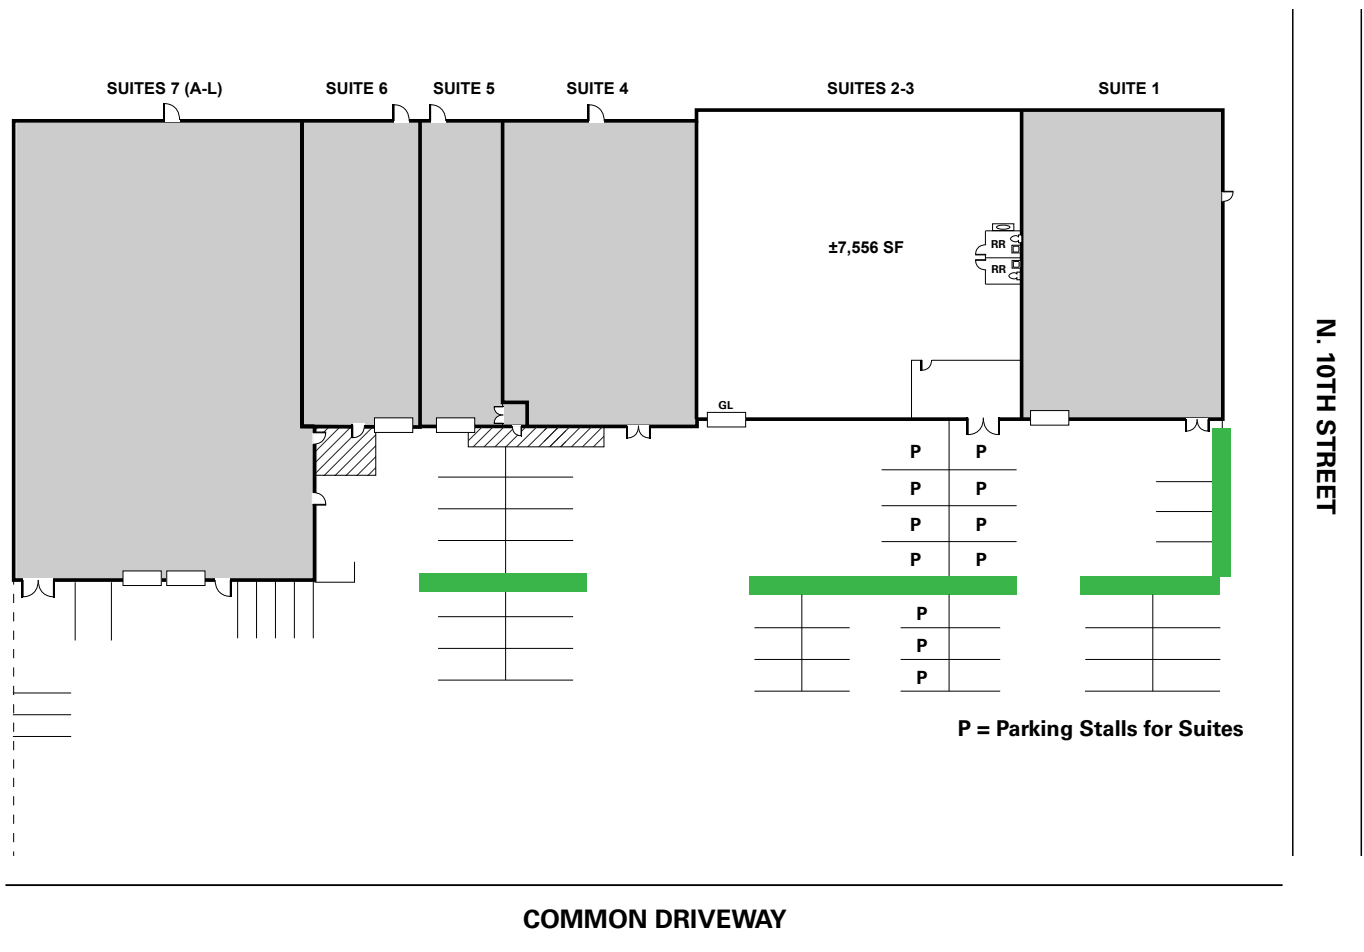 SUITES 7 (A-L)
SUITE 6
SUITE 5
SUITE 4
SUITES 2-3
SUITE 1
±7,556 SF
RR
RR
GL
P P
P P
P P
P P
P
P
P
P = Parking Stalls for Suites
N. 10TH STREET
COMMON DRIVEWAY